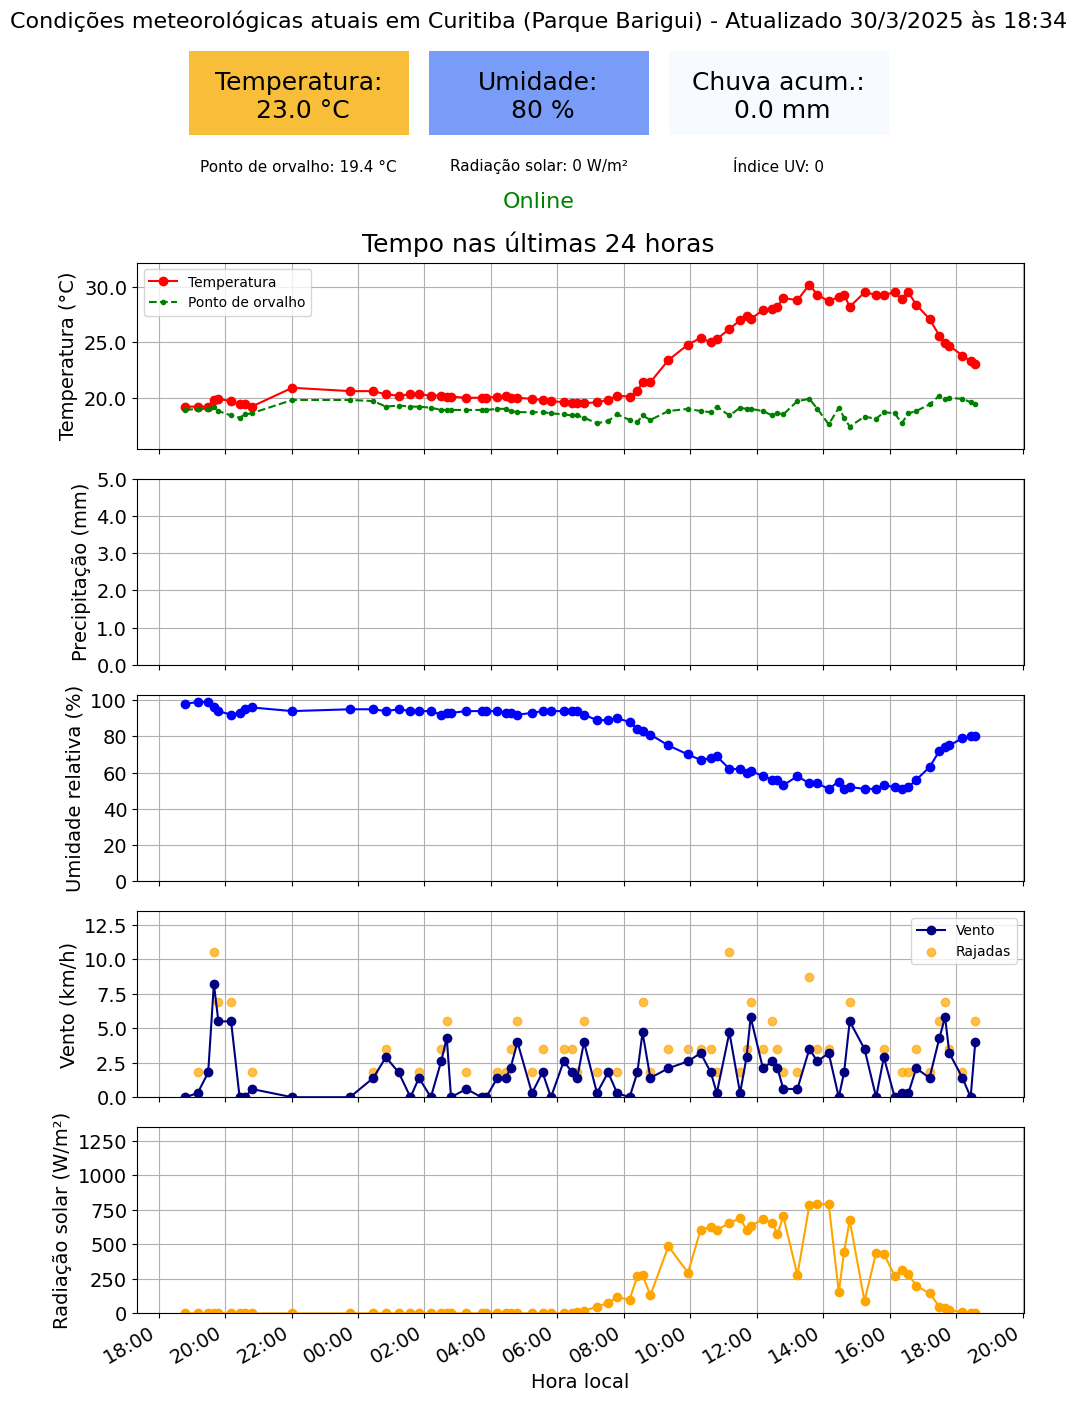 Condições meteorológicas atuais em Curitiba (Parque Barigui) - Atualizado 30/3/2025 às 18:34
Temperatura:
23.0 °C
Umidade:
80 %
Chuva acum.:
0.0 mm
Ponto de orvalho: 19.4 °C
Radiação solar: 0 W/m²
Índice UV: 0
Online
Tempo nas últimas 24 horas
Temperatura (°C)
30.0
25.0
20.0
Temperatura
Ponto de orvalho
Precipitação (mm)
5.0
4.0
3.0
2.0
1.0
0.0
Umidade relativa (%)
100
80
60
40
20
0
Vento (km/h)
12.5
10.0
7.5
5.0
2.5
0.0
Vento
Rajadas
Radiação solar (W/m²)
1250
1000
750
500
250
0
18:00
20:00
22:00
00:00
02:00
04:00
06:00
08:00
10:00
12:00
14:00
16:00
18:00
20:00
Hora local